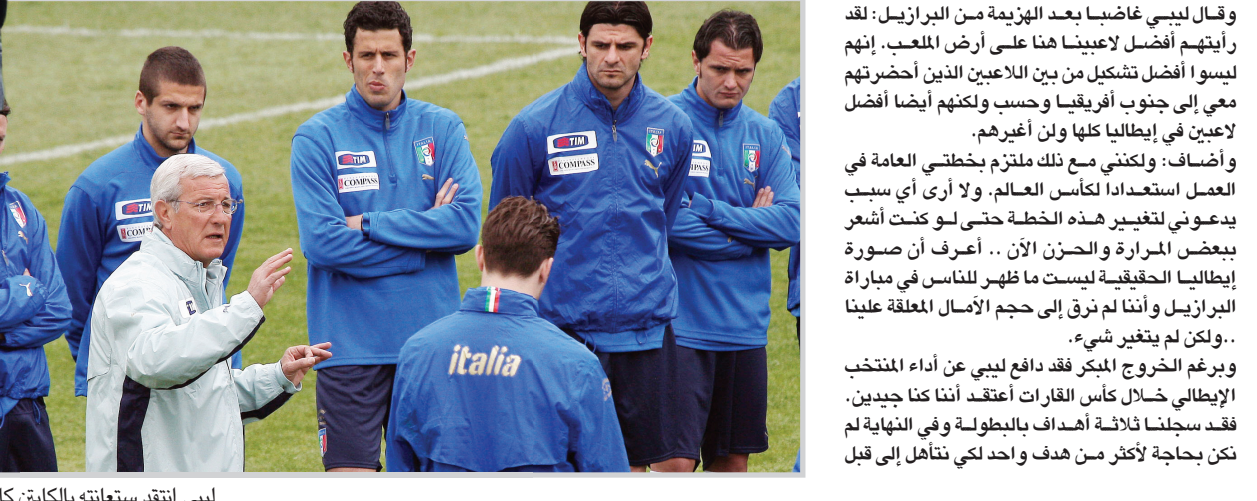 وقال ليبي غاضبا بعد الهزيمة من البرازيل: لقد
رأيتهم أفضل لاعبينا هنا على أرض الملعب. إنهم
ليسوا أفضل تشكيل من بين اللاعبين الذين أحضرتهم
معي إلى جنوب أفريقيا وحسب ولكنهم أيضا أفضل
لاعبين في إيطاليا كلها ولن أغيرهم.
وأضاف: ولكنني مع ذلك ملتزم بخطتي العامة في
العمل استعدادا لكأس العالم. ولا أرى أي سبب
يدعوني لتغيير هذه الخطة حتى لو كنت أشعر
ببعض المرارة والحزن الآن .. أعرف أن صورة
إيطاليا الحقيقية ليست ما ظهر للناس في مباراة
البرازيل وأننا لم نرق إلى حجم الآمال المعلقة علينا
..ولكن لم يتغير شيء.
وبرغم الخروج المبكر فقد دافع ليبي عن أداء المنتخب
الإيطالي خلال كأس القارات أعتقد أننا كنا جيدين.
فقد سجلنا ثلاثة أهداف بالبطولة وفي النهاية لم
نكن بحاجة لأكثر من هدف واحد لكي نتأهل إلى قبل
TIM
COMPASS
TIM
COMPASS
TIM
italia
ليبي انتقد